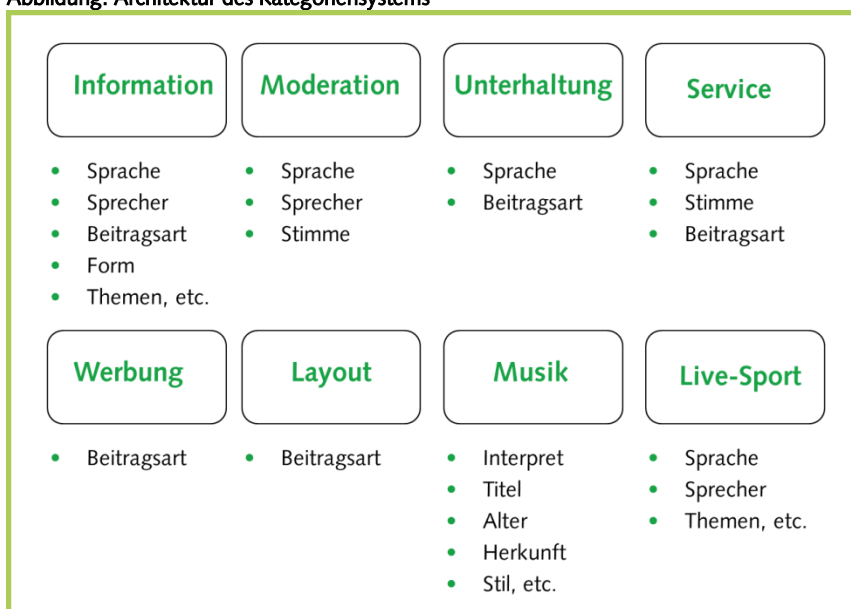 Abbildung: Architektur des Kategoriensystems
Information
• Sprache
• Sprecher
• Beitragsart
• Form
• Themen, etc.
Moderation
• Sprache
• Sprecher
• Stimme
Unterhaltung
• Sprache
• Beitragsart
Service
• Sprache
• Stimme
• Beitragsart
Werbung
• Beitragsart
Layout
• Beitragsart
Musik
• Interpret
• Titel
• Alter
• Herkunft
• Stil, etc.
Live-Sport
• Sprache
• Sprecher
• Themen, etc.